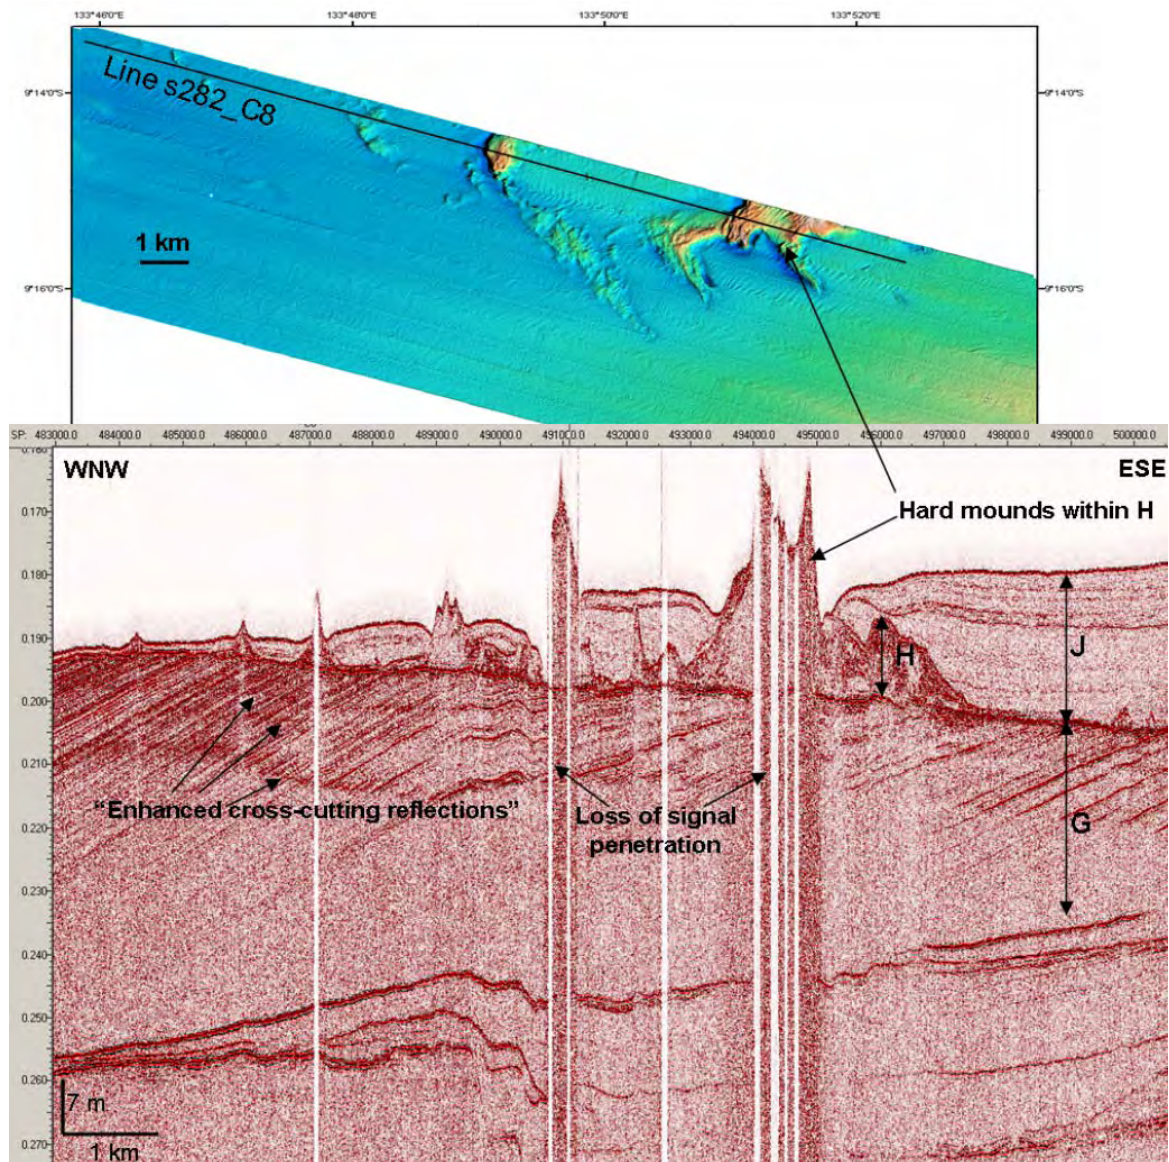 133°46'0"E 133°48'0"E 133°50'0"E 133°52'0"E
Line s282_C8
9°14'0"S 9°14'0"S
1 km
9°16'0"S 9°16'0"S
SP: 483000.0 484000.0 485000.0 486000.0 487000.0 488000.0 489000.0 490000.0 491000.0 492000.0 493000.0 494000.0 495000.0 496000.0 497000.0 498000.0 499000.0 500000.0
WNW ESE
0.170
Hard mounds within H
0.180
0.190
H J
0.200
0.210
"Enhanced cross-cutting reflections" Loss of signal
penetration
G
0.220
0.230
0.240
0.250
0.260
7 m
0.270
1 km